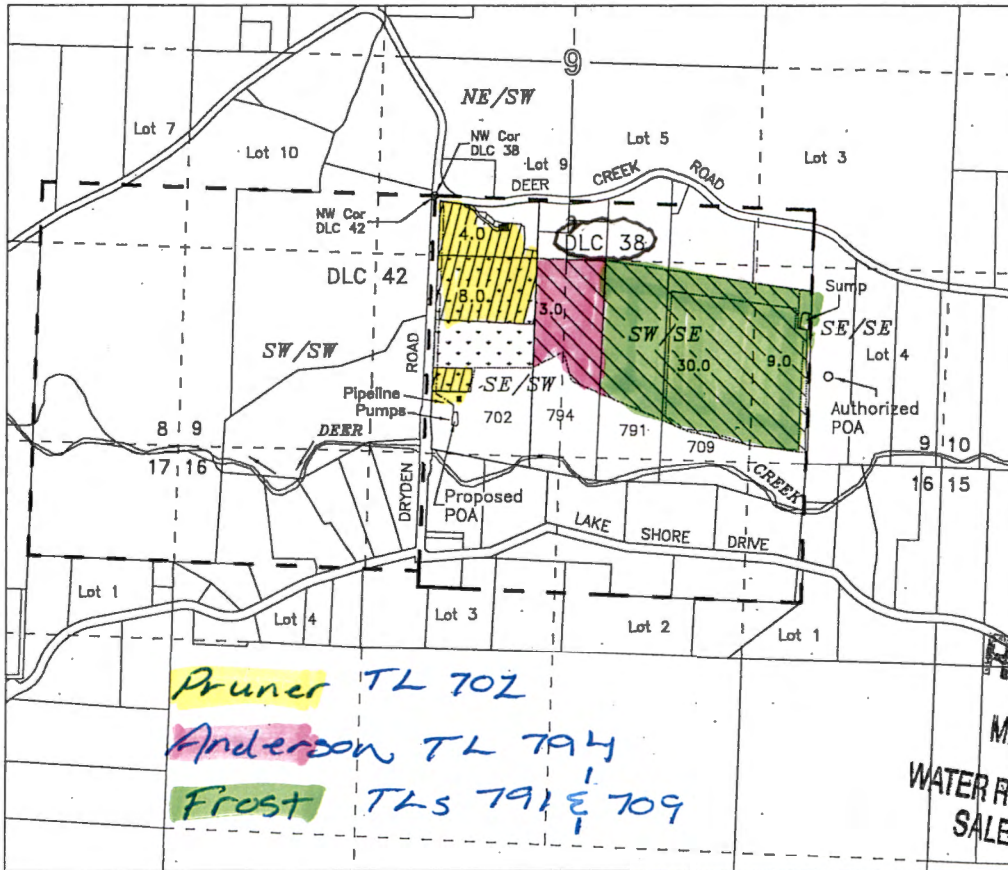 9
NE/SW
Lot 7
Lot 10
NW Cor
DLC 38
Lot 9
Lot 5
Lot 3
DEER CREEK ROAD
NW Cor
DLC 42
4.0
DLC 38
DLC 42
8.0
3.0
Sump
SW/SW
ROAD
SW/SE
SE/SE
30.0
9.0
Lot 4
SE/SW
Pipeline
Pumps
702
794
791
709
Authorized
POA
8 9
17 16
DEER
CREEK
9 10
16 15
DRYDEN
Proposed
POA
LAKE SHORE DRIVE
Lot 1
Lot 4
Lot 3
Lot 2
Lot 1
Pruner TL 702
Anderson TL 794
Frost TLs 791 & 709
M
WATER R
SALE